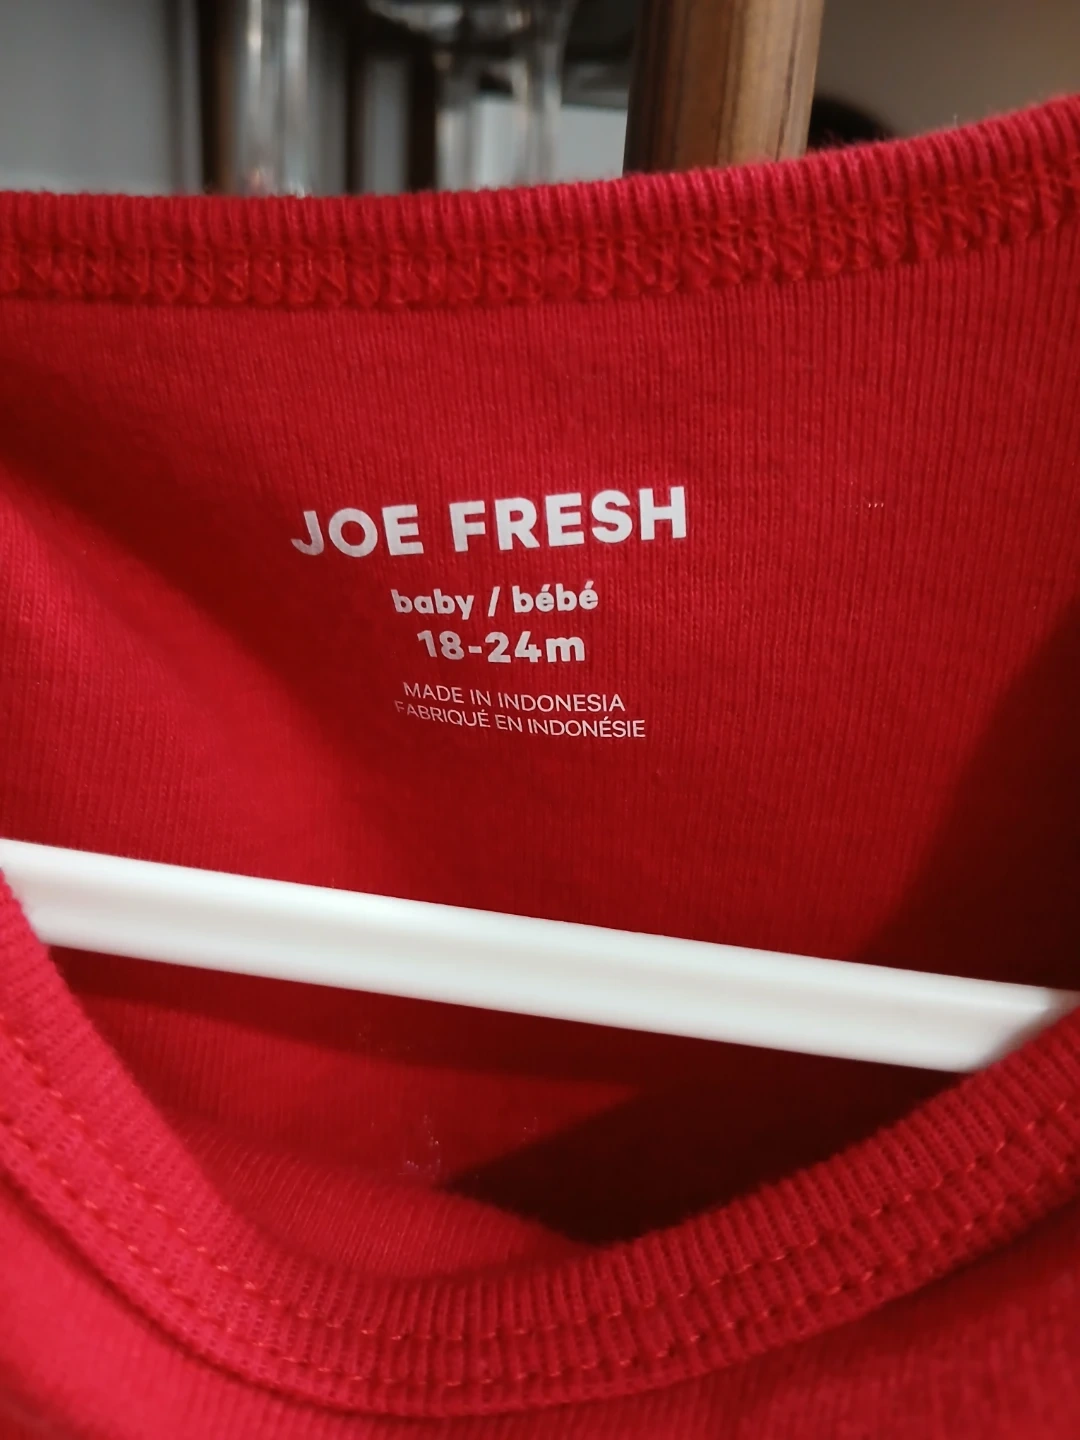 JOE FRESH
baby / bébé
18-24m
MADE IN INDONESIA
FABRIQUÉ EN INDONÉSIE